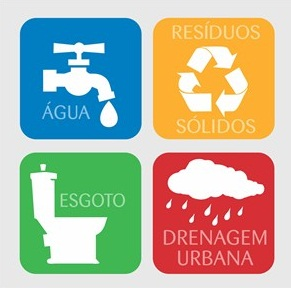 ÁGUA
RESÍDUOS
SÓLIDOS
ESGOTO
DRENAGEM
URBANA